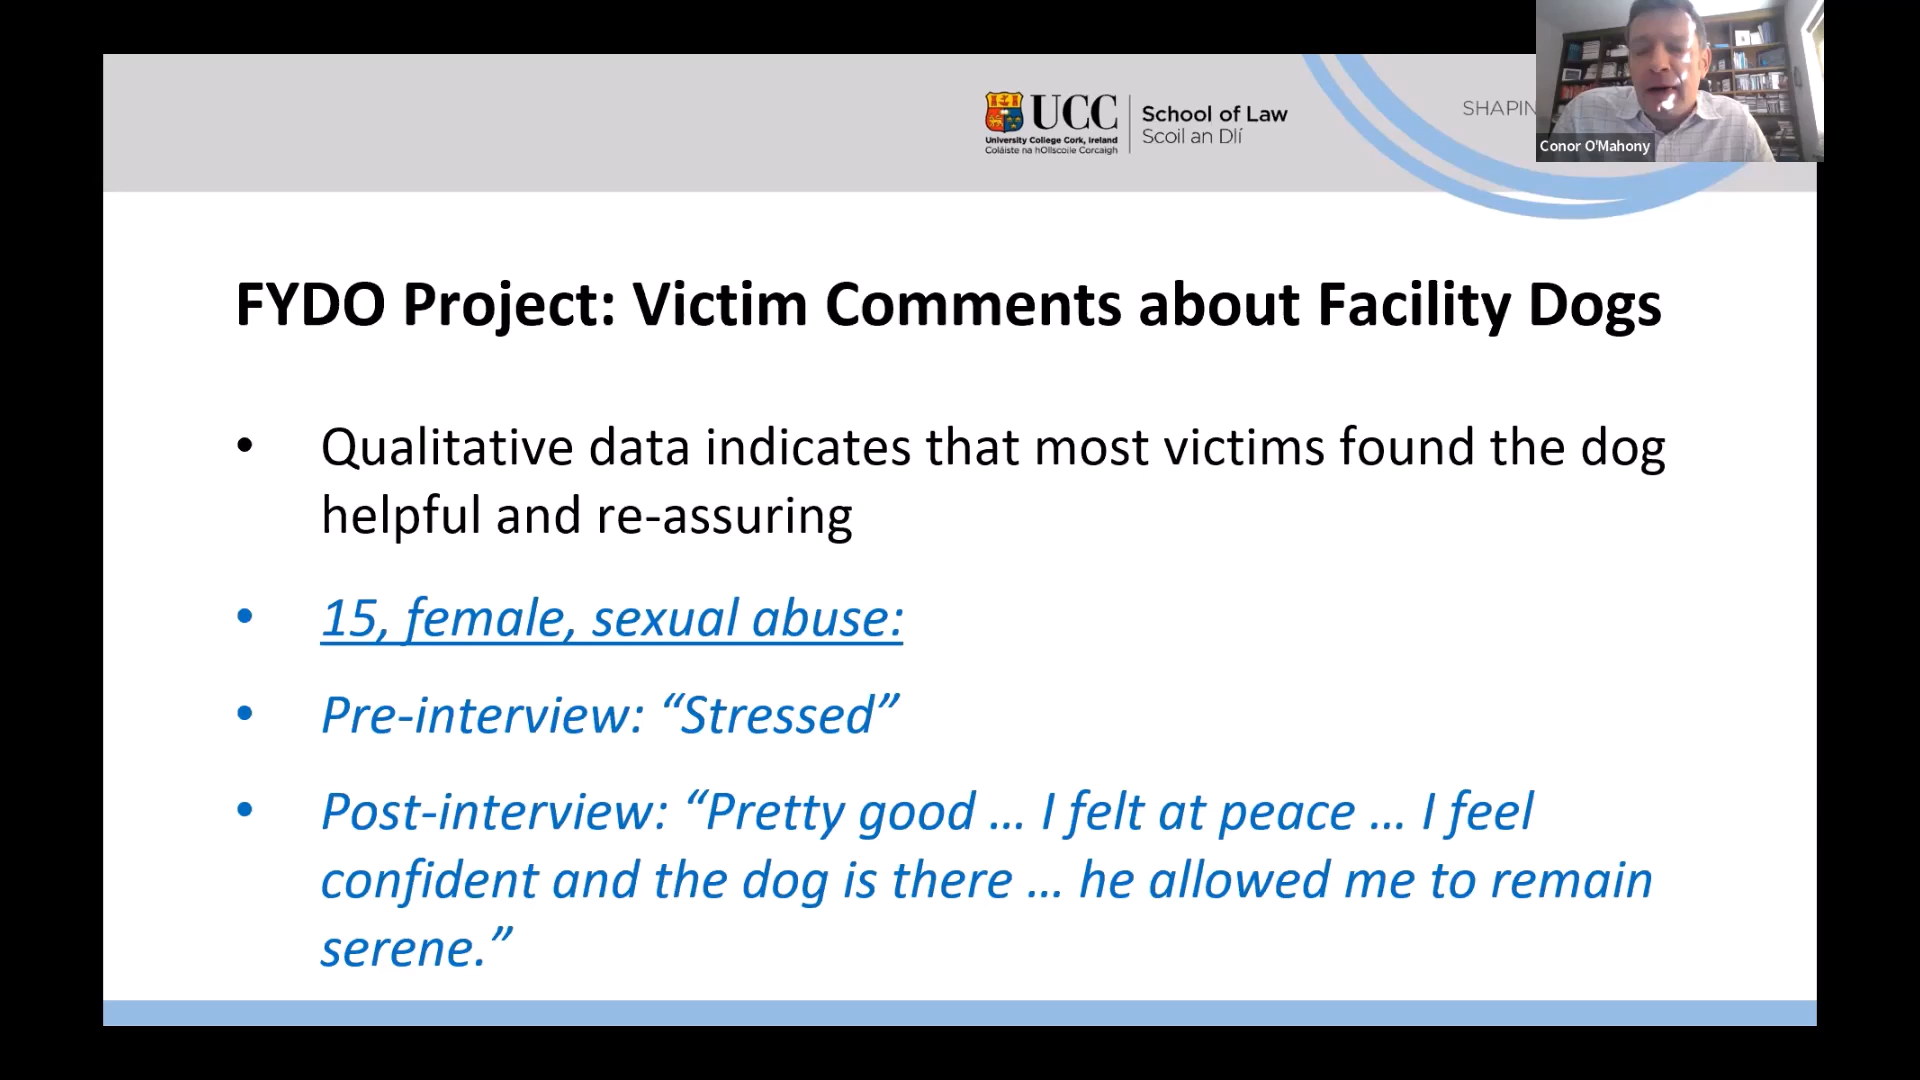 UCC
University College Cork, Ireland
Coláiste na hOllscoile Corcaigh
School of Law
Scoil an Dlí
SHAPIN
Conor O'Mahony
FYDO Project: Victim Comments about Facility Dogs
• Qualitative data indicates that most victims found the dog
helpful and re-assuring
• 15, female, sexual abuse:
• Pre-interview: “Stressed”
• Post-interview: “Pretty good … I felt at peace … I feel
confident and the dog is there … he allowed me to remain
serene.”